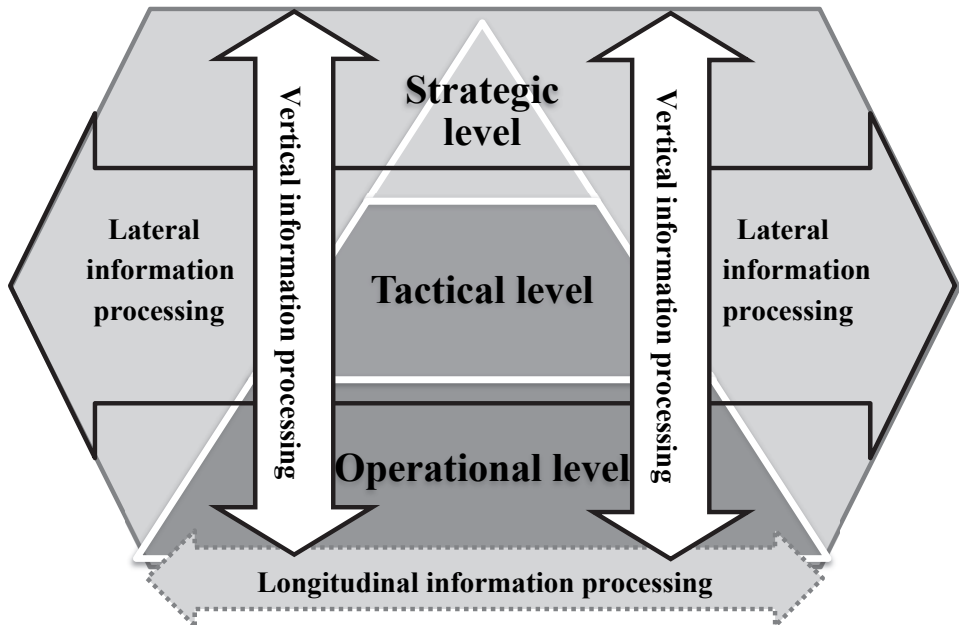 Strategic
level
Vertical information processing
Vertical information processing
Lateral
information
processing
Lateral
information
processing
Tactical level
Operational level
Longitudinal information processing